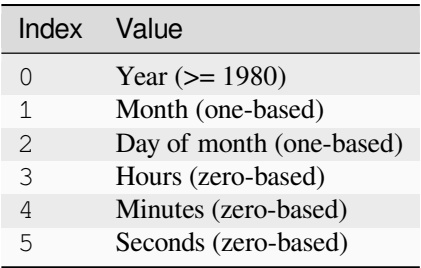 Index Value
0 Year (>= 1980)
1 Month (one-based)
2 Day of month (one-based)
3 Hours (zero-based)
4 Minutes (zero-based)
5 Seconds (zero-based)